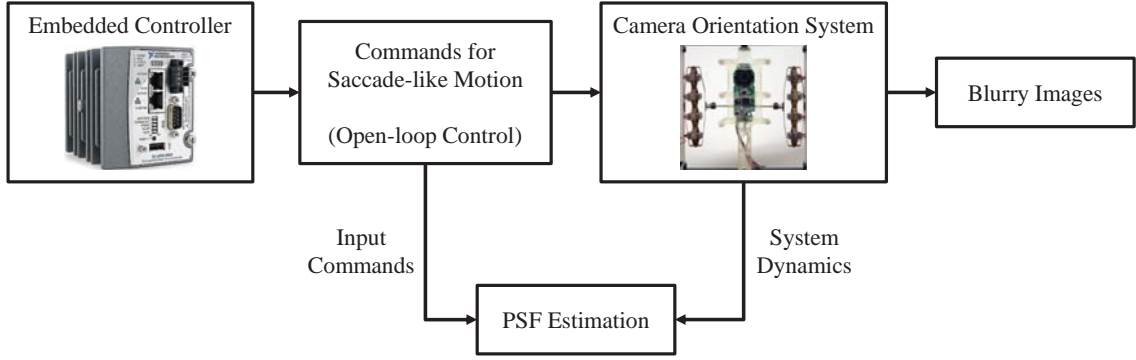 Embedded Controller
Commands for
Saccade-like Motion
(Open-loop Control)
Camera Orientation System
Blurry Images
Input
Commands
System
Dynamics
PSF Estimation